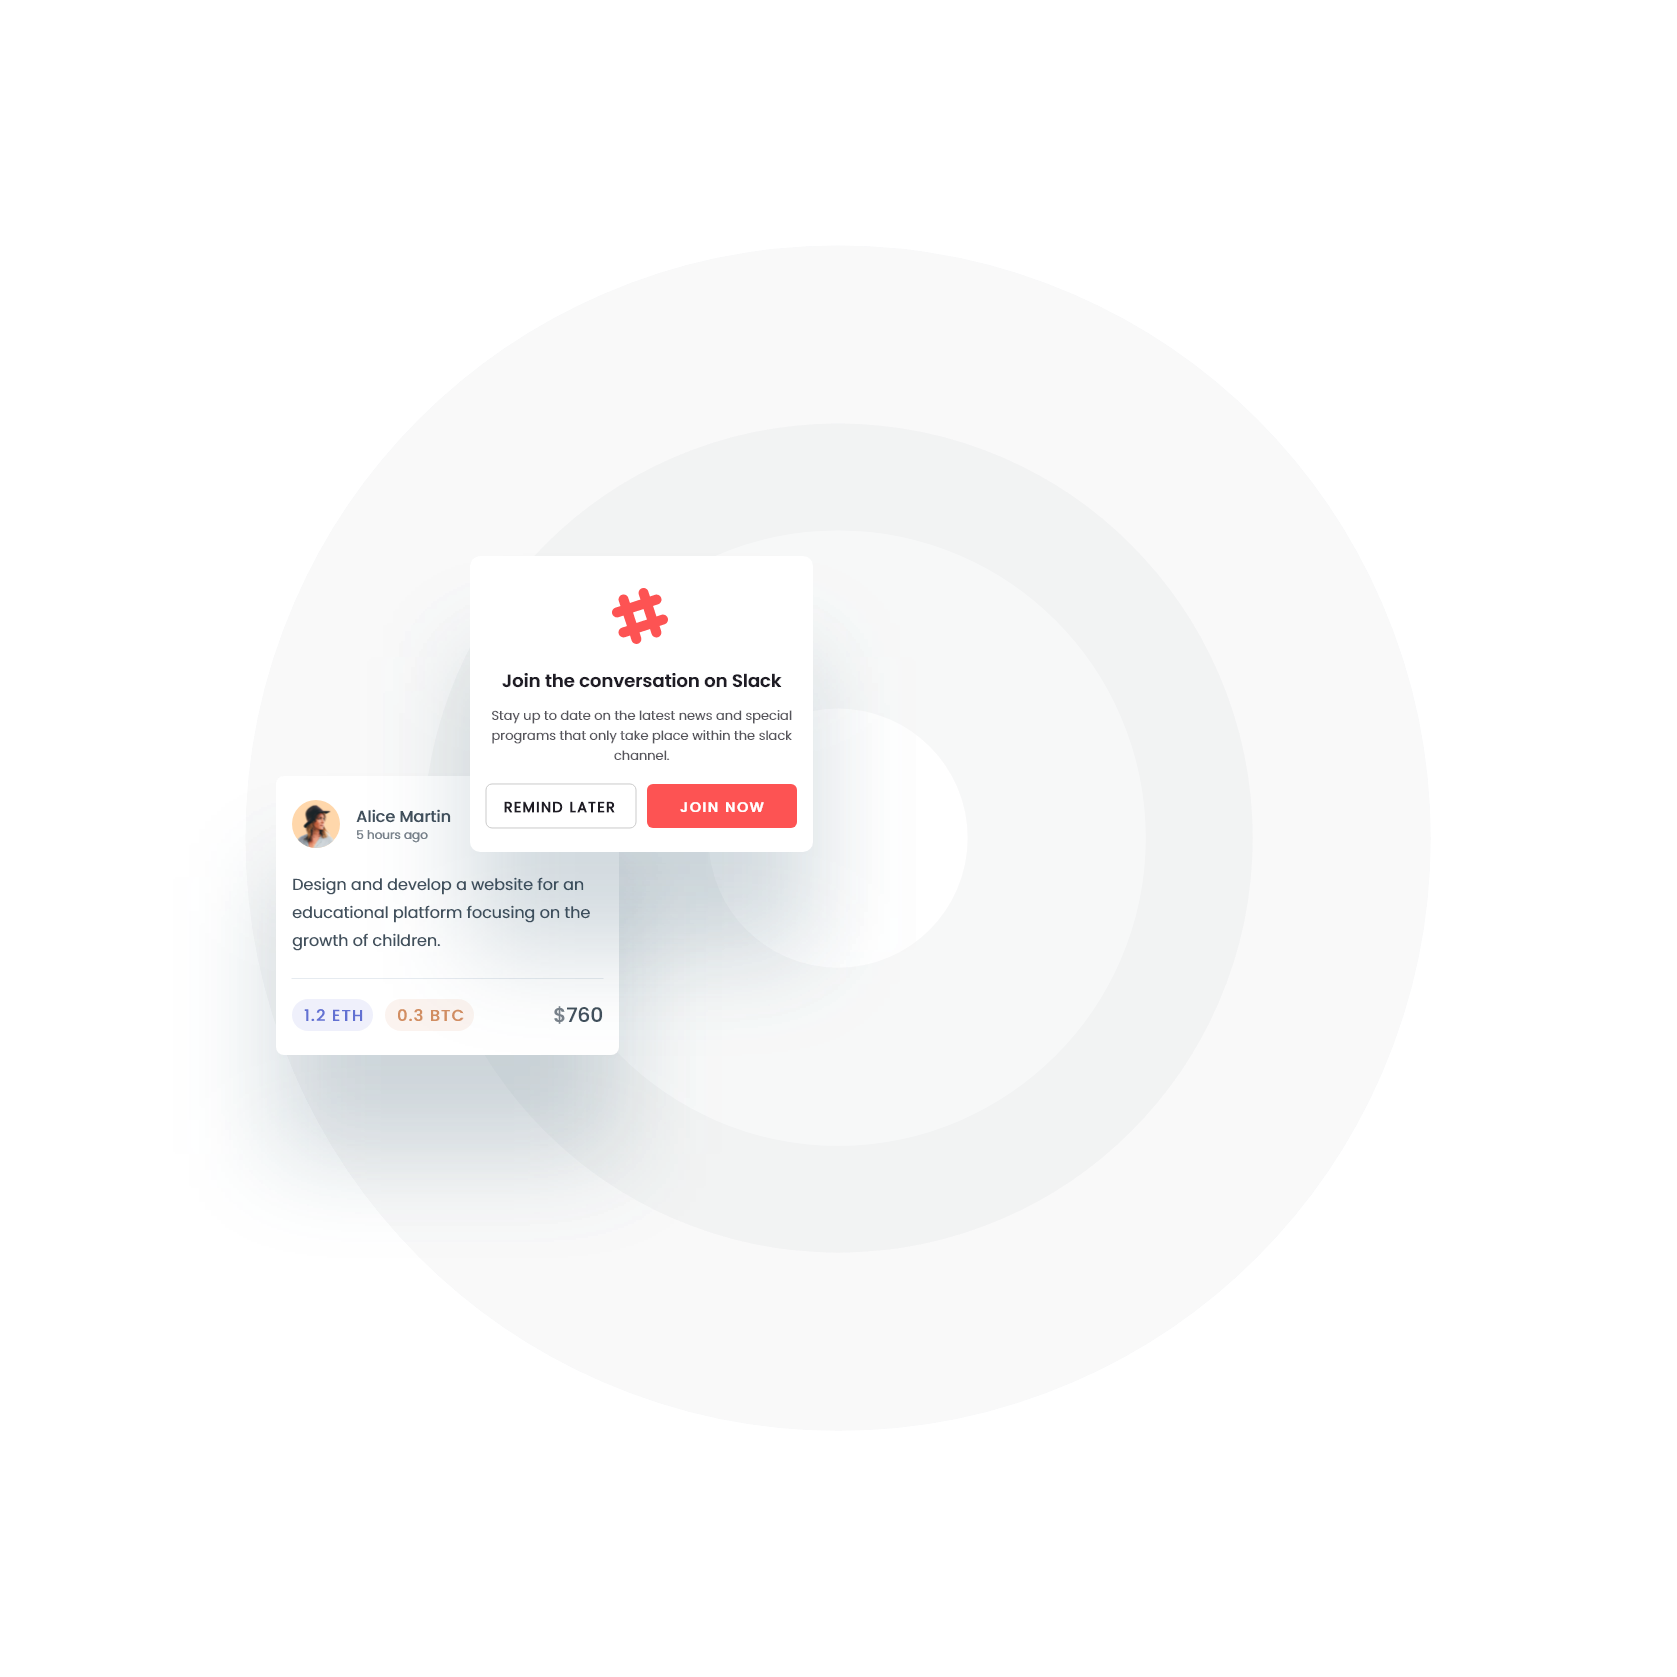 Join the conversation on Slack
Stay up to date on the latest news and special
programs that only take place within the slack
channel.
REMIND LATER
JOIN NOW
Alice Martin
5 hours ago
Design and develop a website for an
educational platform focusing on the
growth of children.
1.2 ETH
0.3 BTC
$760